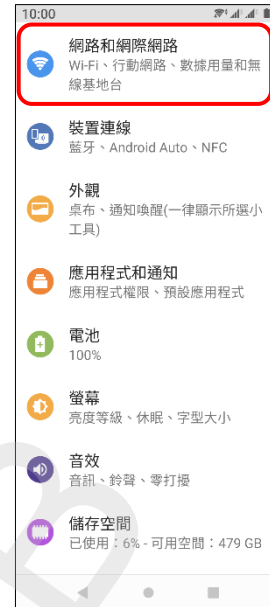 10:00
網路和網際網路
Wi-Fi、行動網路、數據用量和無
線基地台
裝置連線
藍牙、Android Auto、NFC
外觀
桌布、通知喚醒(一律顯示所選小
工具)
應用程式和通知
應用程式權限、預設應用程式
電池
100%
螢幕
亮度等級、休眠、字型大小
音效
音訊、鈴聲、零打擾
儲存空間
已使用：6% - 可用空間：479 GB